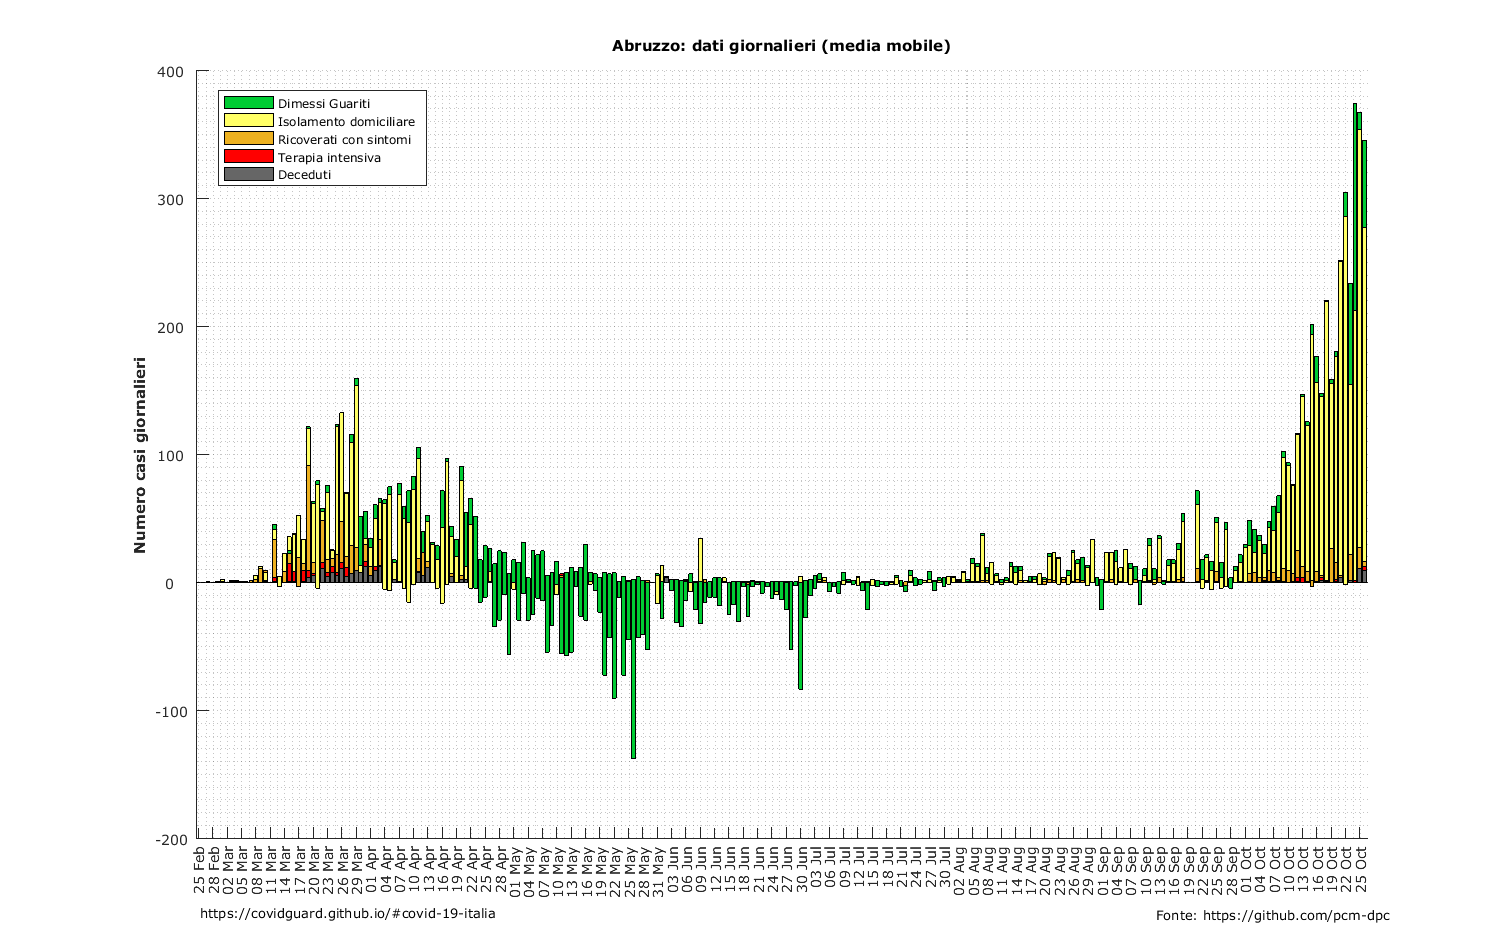 Abruzzo: dati giornalieri (media mobile)
Numero casi giornalieri
400
300
200
100
0
-100
-200
Dimessi Guariti
Isolamento domiciliare
Ricoverati con sintomi
Terapia intensiva
Deceduti
25 Feb
28 Feb
02 Mar
05 Mar
08 Mar
11 Mar
14 Mar
17 Mar
20 Mar
23 Mar
26 Mar
29 Mar
01 Apr
04 Apr
07 Apr
10 Apr
13 Apr
16 Apr
19 Apr
22 Apr
25 Apr
28 Apr
01 May
04 May
07 May
10 May
13 May
16 May
19 May
22 May
25 May
28 May
31 May
03 Jun
06 Jun
09 Jun
12 Jun
15 Jun
18 Jun
21 Jun
24 Jun
27 Jun
30 Jun
03 Jul
06 Jul
09 Jul
12 Jul
15 Jul
18 Jul
21 Jul
24 Jul
27 Jul
30 Jul
02 Aug
05 Aug
08 Aug
11 Aug
14 Aug
17 Aug
20 Aug
23 Aug
26 Aug
29 Aug
01 Sep
04 Sep
07 Sep
10 Sep
13 Sep
16 Sep
19 Sep
22 Sep
25 Sep
28 Sep
01 Oct
04 Oct
07 Oct
10 Oct
13 Oct
16 Oct
19 Oct
22 Oct
25 Oct
https://covidguard.github.io/#covid-19-italia
Fonte: https://github.com/pcm-dpc